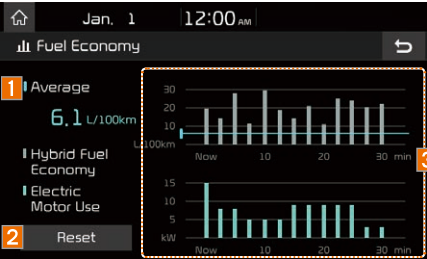 Jan. 1 12:00 AM
Fuel Economy
1 Average
6.1 L/100km
Hybrid Fuel
Economy
Electric
Motor Use
2 Reset
30
20
10
L/100km
Now 10 20 30 min
3
15
10
5
kW
Now 10 20 30 min